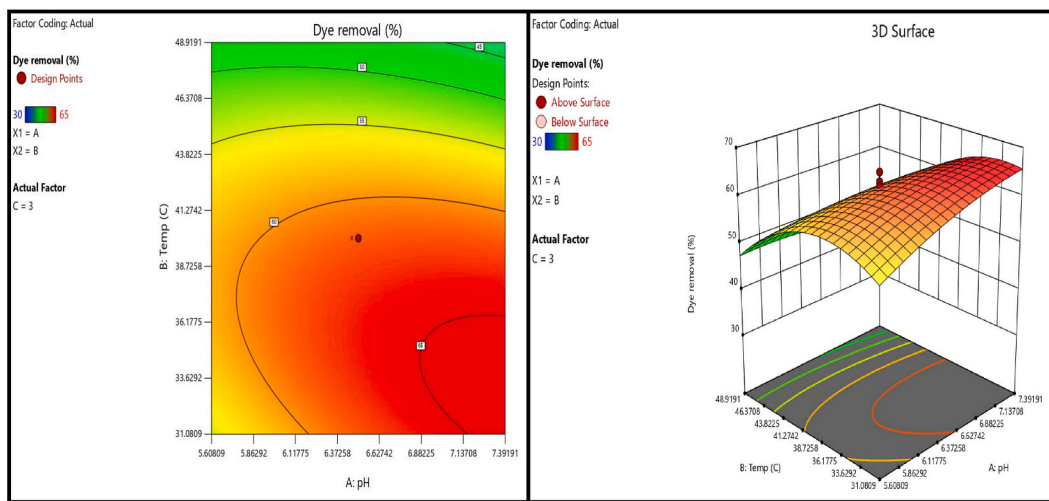 Factor Coding: Actual
Dye removal (%)
Design Points
30 65
X1 = A
X2 = B
Actual Factor
C = 3
Dye removal (%)
48.9191
46.3708
43.8225
41.2742
38.7258
36.1775
33.6292
31.0809
B: Temp (C)
45
50
55
60
6
65
5.60809 5.86292 6.11775 6.37258 6.62742 6.88225 7.13708 7.39191
A: pH
Factor Coding: Actual
3D Surface
Dye removal (%)
Design Points:
Above Surface
Below Surface
30 65
X1 = A
X2 = B
Actual Factor
C = 3
70
60
50
40
30
Dye removal (%)
48.9191
46.3708
43.8225
41.2742
38.7258
36.1775
33.6292
31.0809
B: Temp (C)
7.39191
7.13708
6.88225
6.62742
6.37258
6.11775
5.86292
5.60809
A: pH